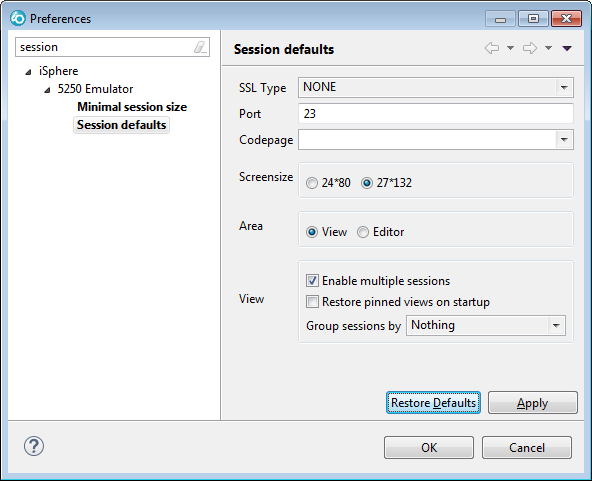 Preferences
session
Session defaults
iSphere
5250 Emulator
Minimal session size
Session defaults
SSL Type
NONE
Port
23
Codepage
Screensize
24*80
27*132
Area
View
Editor
View
Enable multiple sessions
Restore pinned views on startup
Group sessions by
Nothing
Restore Defaults
Apply
?
OK
Cancel